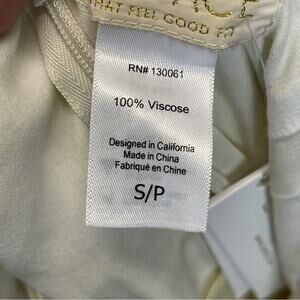 THAT FEEL GOOD FIT
RN# 130061
100% Viscose
Designed in California
Made in China
Fabriqué en Chine
S/P